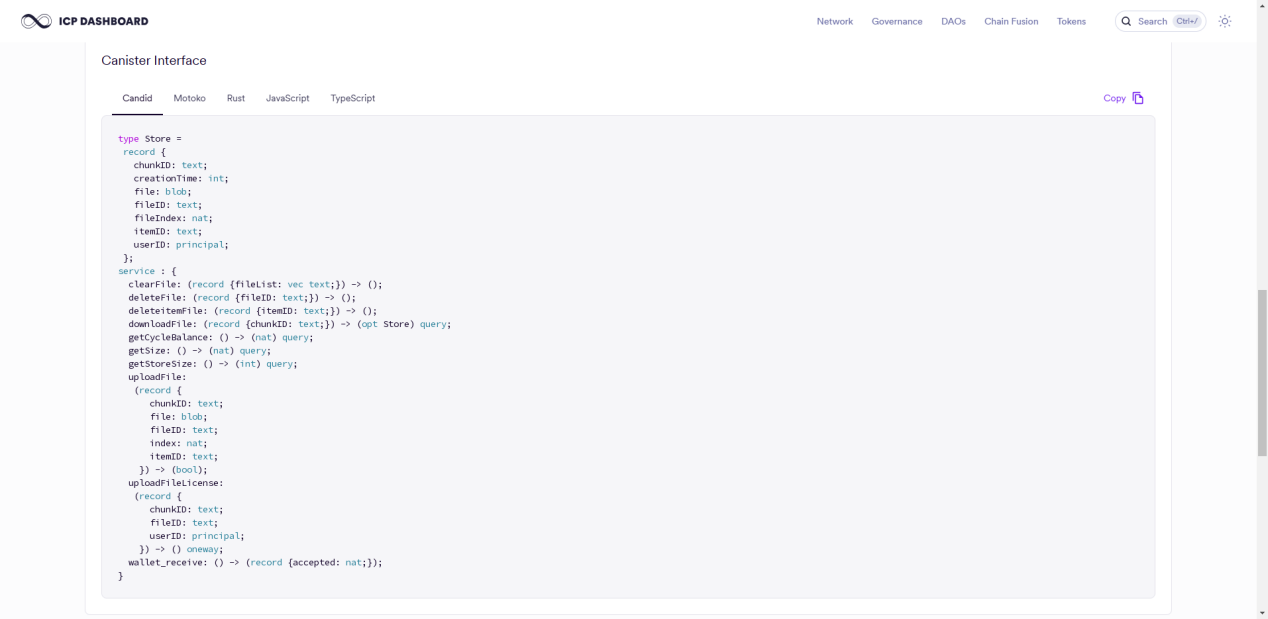 ICP DASHBOARD
Network Governance DAOs Chain Fusion Tokens Search Ctrl+/
Canister Interface
Candid Motoko Rust JavaScript TypeScript Copy
type Store =
record {
chunkID: text;
creationTime: int;
file: blob;
fileID: text;
fileIndex: nat;
itemID: text;
userID: principal;
};
service : {
clearFile: (record {fileList: vec text;}) -> ();
deleteFile: (record {fileID: text;}) -> ();
deleteitemFile: (record {itemID: text;}) -> ();
downloadFile: (record {chunkID: text;}) -> (opt Store) query;
getCycleBalance: () -> (nat) query;
getSize: () -> (nat) query;
getStoreSize: () -> (int) query;
uploadFile:
(record {
chunkID: text;
file: blob;
fileID: text;
index: nat;
itemID: text;
}) -> (bool);
uploadFileLicense:
(record {
chunkID: text;
fileID: text;
userID: principal;
}) -> () oneway;
wallet_receive: () -> (record {accepted: nat;});
}